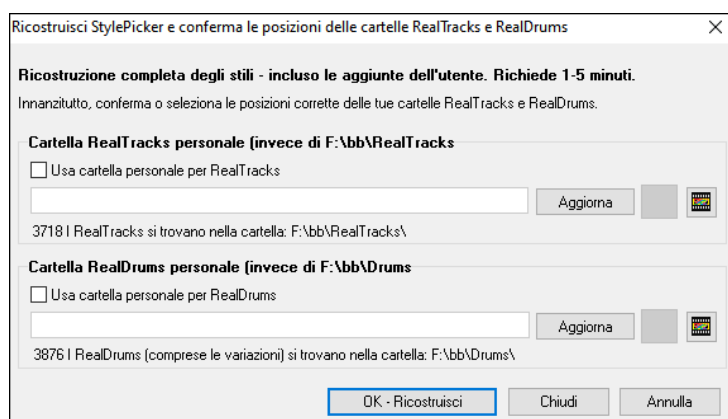 Ricostruisci StylePicker e conferma le posizioni delle cartelle RealTracks e RealDrums
Ricostruzione completa degli stili - incluso le aggiunte dell'utente. Richiede 1-5 minuti.
Innanzitutto, conferma o seleziona le posizioni corrette delle tue cartelle RealTracks e RealDrums.
Cartella RealTracks personale (invece di F:\bb\RealTracks
Usa cartella personale per RealTracks
Aggiorna
3718 I RealTracks si trovano nella cartella: F:\bb\RealTracks\
Cartella RealDrums personale (invece di F:\bb\Drums
Usa cartella personale per RealDrums
Aggiorna
3876 I RealDrums (comprese le variazioni) si trovano nella cartella: F:\bb\Drums\
OK - Ricostruisci Chiudi Annulla